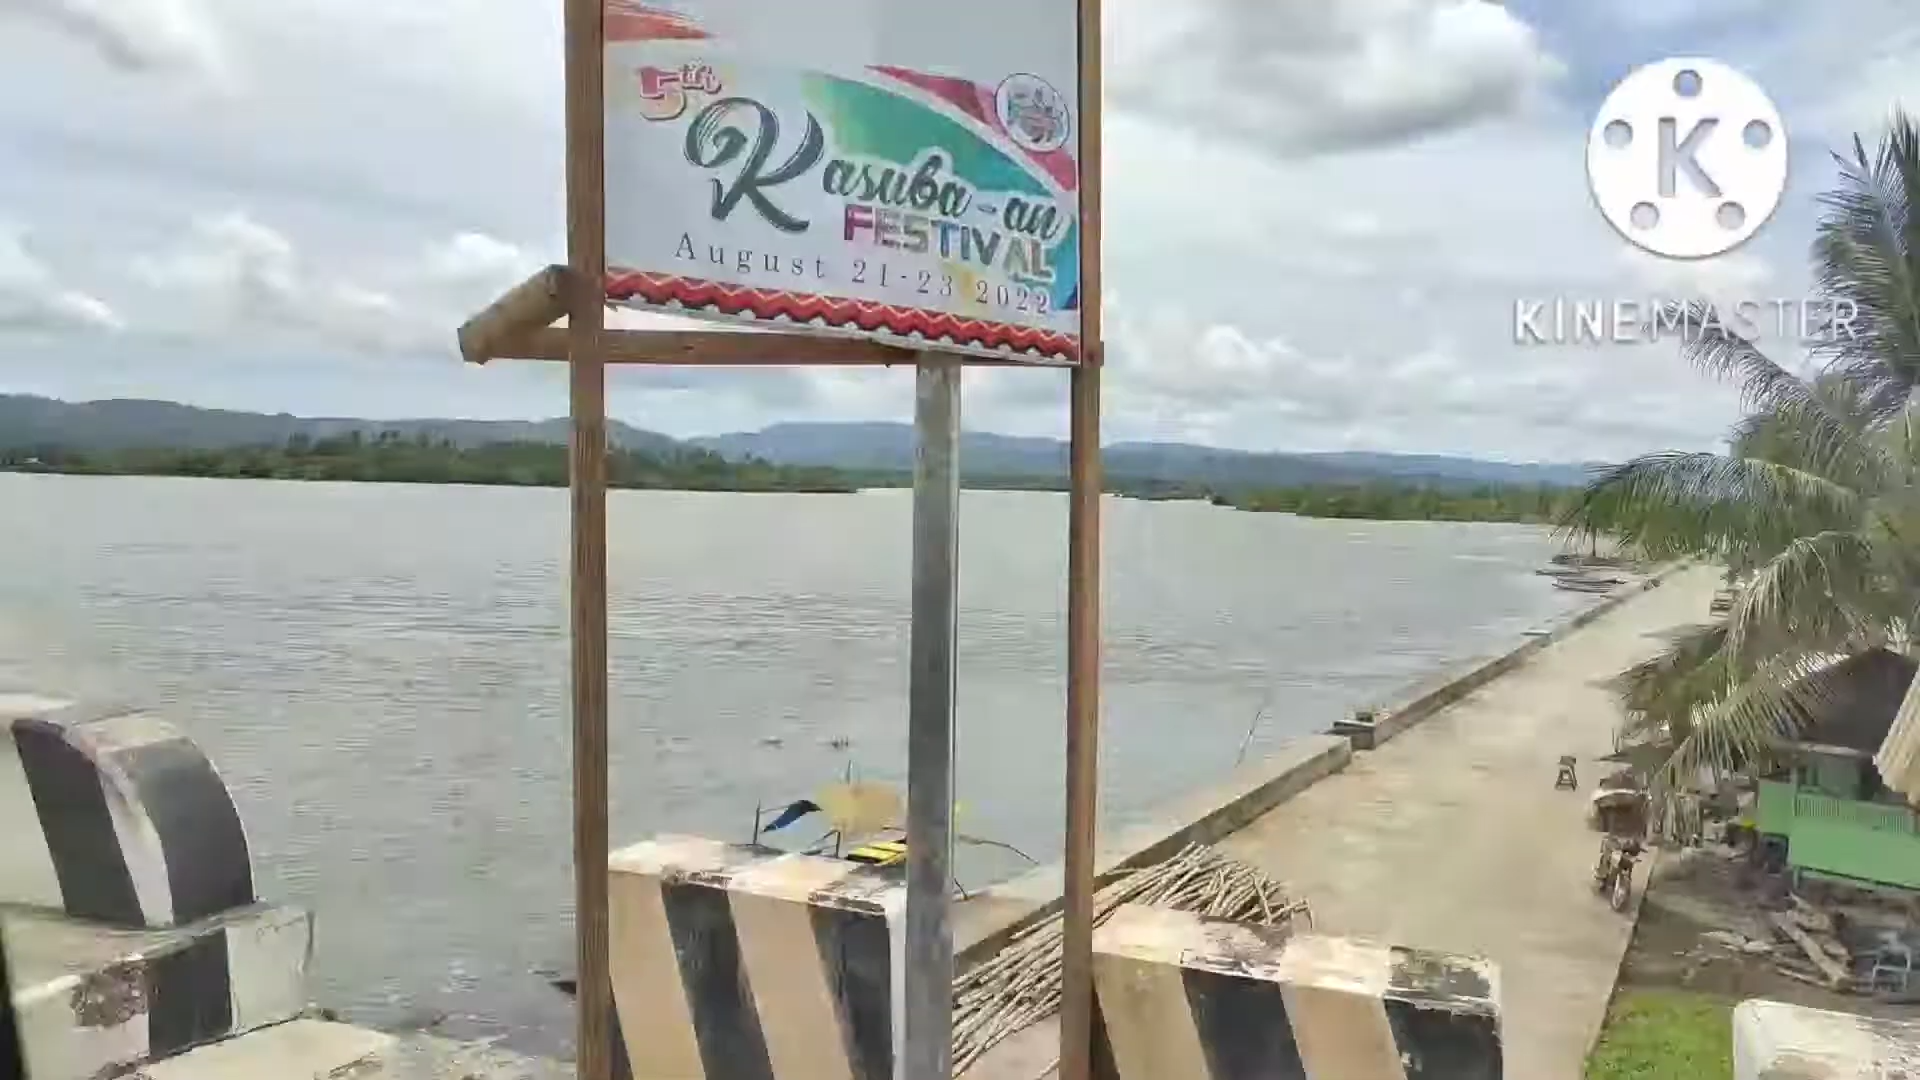 5th
Kasuba-an
FESTIVAL
August 21-23 2022
K
KINEMASTER